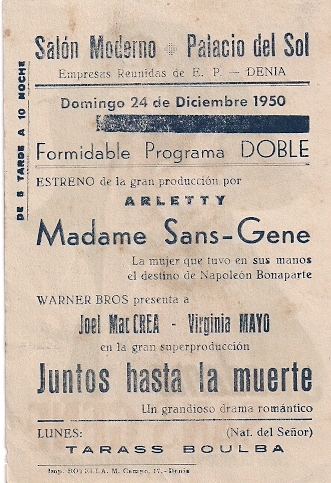 Salón Moderno Palacio del Sol
Empresas Reunidas de E. P. — DENIA
DE 5 TARDE A 10 NOCHE
Domingo 24 de Diciembre 1950
Formidable Programa DOBLE
ESTRENO de la gran producción por
ARLETTY
Madame Sans-Gene
La mujer que tuvo en sus manos
el destino de Napoleón Bonaparte
WARNER BROS presenta a
Joel Mac CREA - Virginia MAYO
en la gran superproducción
Juntos hasta la muerte
Un grandioso drama romántico
LUNES: (Nat. del Señor)
TARASS BOULBA
Imp. BOTELLA. M. Campo, 17.-Denia